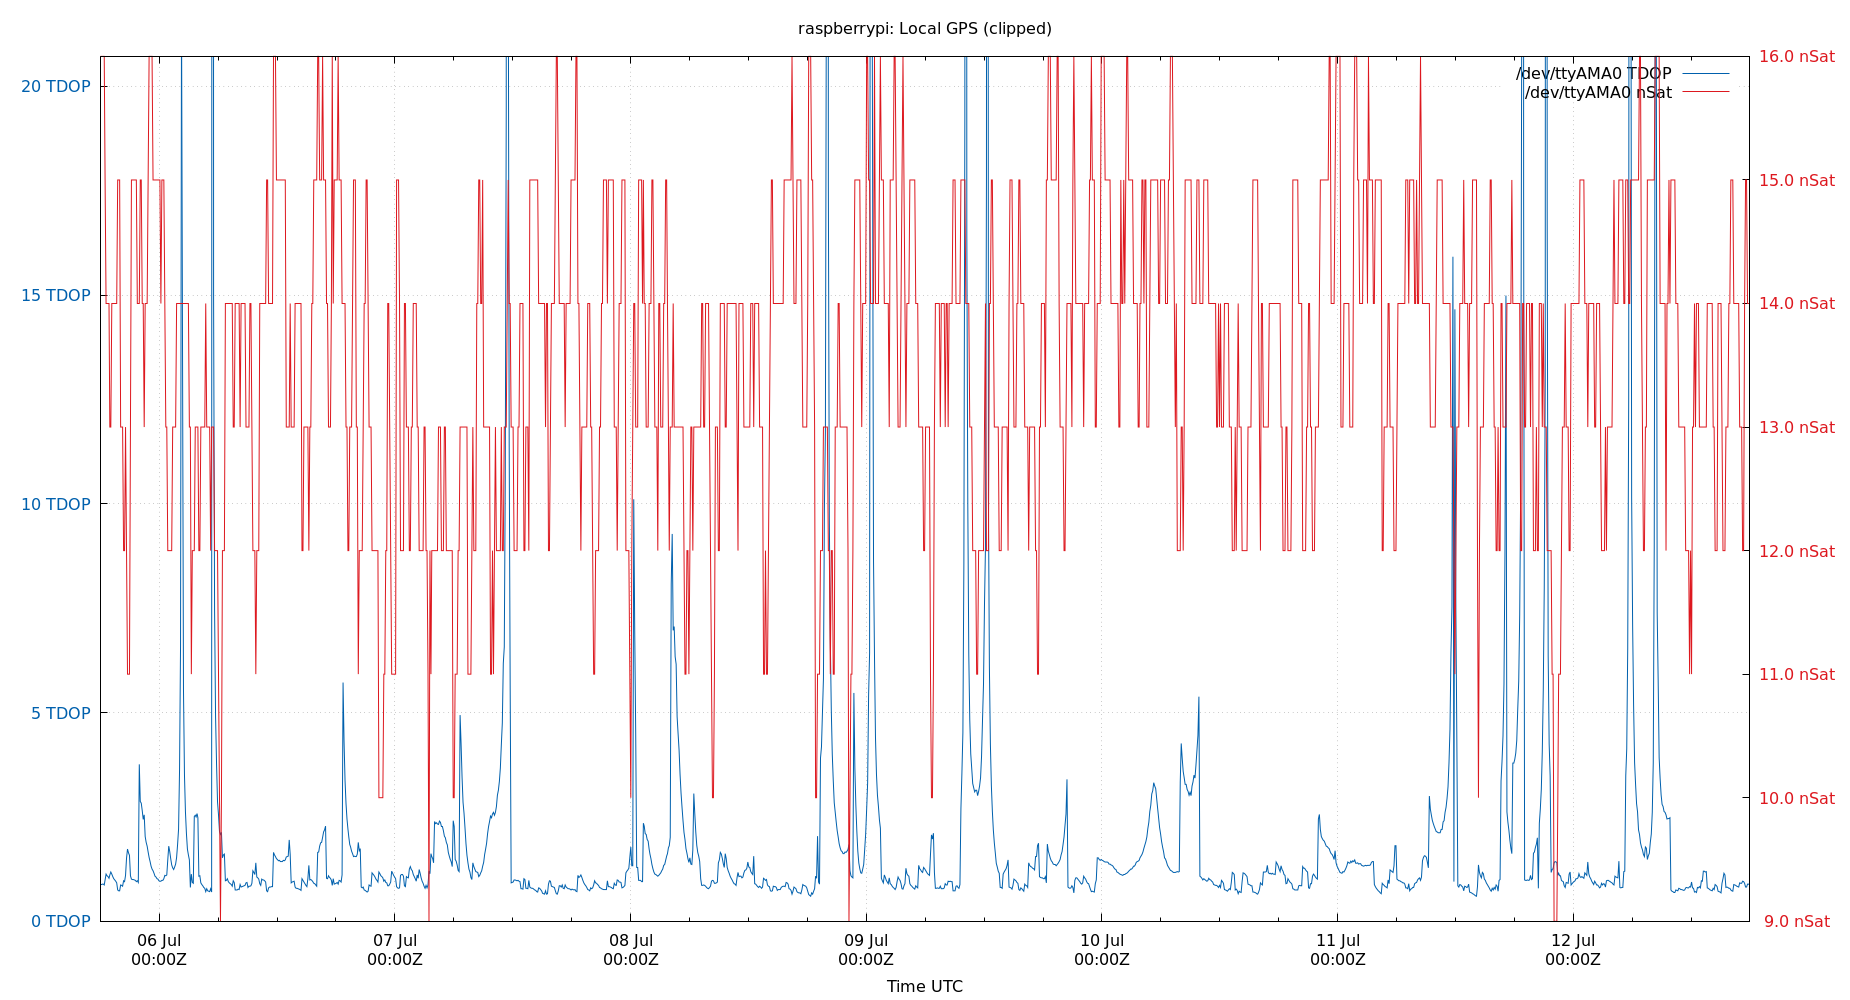 raspberrypi: Local GPS (clipped)
/dev/ttyAMA0 TDOP
/dev/ttyAMA0 nSat
20 TDOP
15 TDOP
10 TDOP
5 TDOP
0 TDOP
16.0 nSat
15.0 nSat
14.0 nSat
13.0 nSat
12.0 nSat
11.0 nSat
10.0 nSat
9.0 nSat
06 Jul
00:00Z
07 Jul
00:00Z
08 Jul
00:00Z
09 Jul
00:00Z
10 Jul
00:00Z
11 Jul
00:00Z
12 Jul
00:00Z
Time UTC